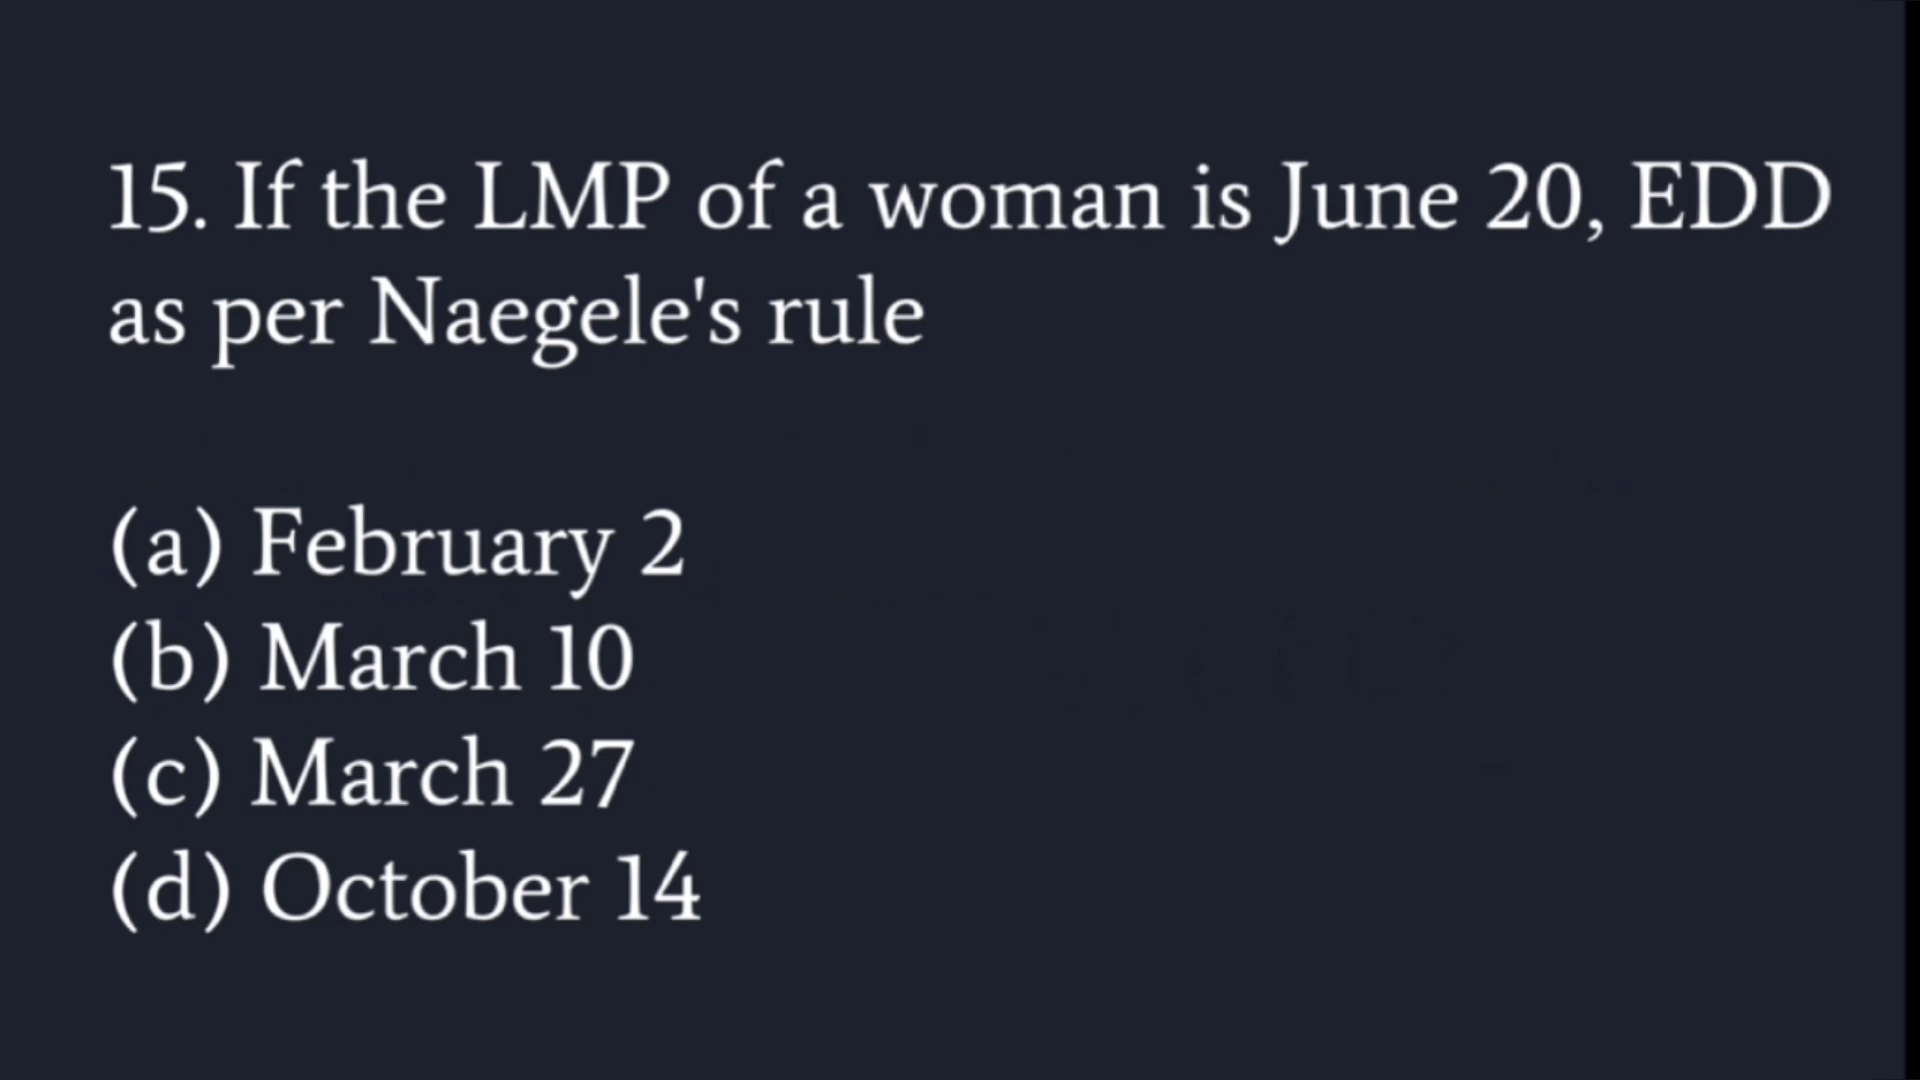 15. If the LMP of a woman is June 20, EDD
as per Naegele's rule
(a) February 2
(b) March 10
(c) March 27
(d) October 14